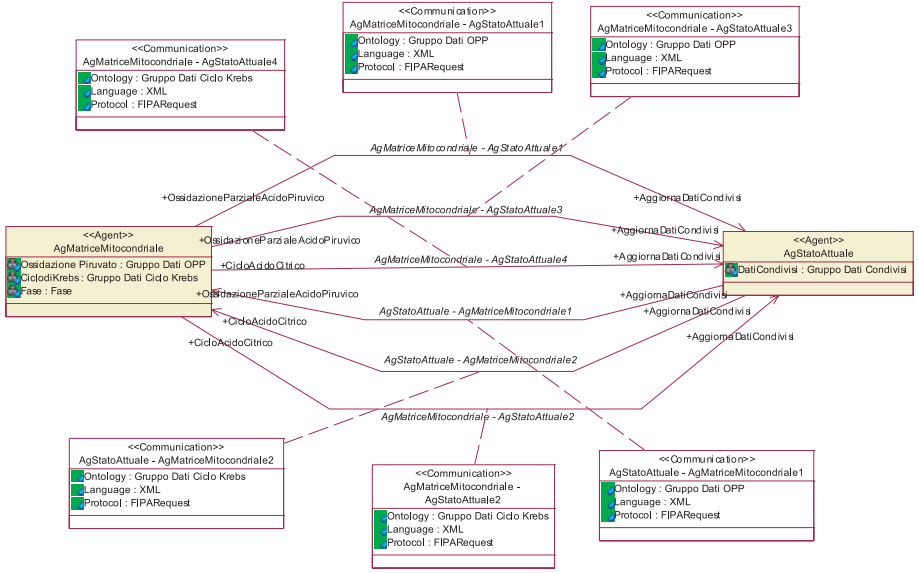 <<Communication>>
AgMatriceMitocondriale - AgStatoAttuale1
Ontology : Gruppo Dati OPP
Language : XML
Protocol : FIPARequest
<<Communication>>
AgMatriceMitocondriale - AgStatoAttuale3
Ontology : Gruppo Dati OPP
Language : XML
Protocol : FIPARequest
<<Communication>>
AgMatriceMitocondriale - AgStatoAttuale4
Ontology : Gruppo Dati Ciclo Krebs
Language : XML
Protocol : FIPARequest
AgMatriceMitocondriale - AgStatoAttuale1
+OssidazioneParzialeAcidoPiruvico
+AggiornaDatiCondivisi
AgMatriceMitocondriale - AgStatoAttuale3
+OssidazioneParzialeAcidoPiruvico
+AggiornaDatiCondivisi
<<Agent>>
AgMatriceMitocondriale
Ossidazione Piruvato : Gruppo Dati OPP
CiclodiKrebs : Gruppo Dati Ciclo Krebs
Fase : Fase
<<Agent>>
AgStatoAttuale
DatiCondivisi : Gruppo Dati Condivisi
+CicloAcidoCitrico
AgMatriceMitocondriale - AgStatoAttuale4
+AggiornaDatiCondivisi
+OssidazioneParzialeAcidoPiruvico
AgStatoAttuale - AgMatriceMitocondriale1
+AggiornaDatiCondivisi
+CicloAcidoCitrico
+AggiornaDatiCondivisi
AgStatoAttuale - AgMatriceMitocondriale2
+CicloAcidoCitrico
+AggiornaDatiCondivisi
AgMatriceMitocondriale - AgStatoAttuale2
<<Communication>>
AgStatoAttuale - AgMatriceMitocondriale2
Ontology : Gruppo Dati Ciclo Krebs
Language : XML
Protocol : FIPARequest
<<Communication>>
AgMatriceMitocondriale -
AgStatoAttuale2
Ontology : Gruppo Dati Ciclo Krebs
Language : XML
Protocol : FIPARequest
<<Communication>>
AgStatoAttuale - AgMatriceMitocondriale1
Ontology : Gruppo Dati OPP
Language : XML
Protocol : FIPARequest